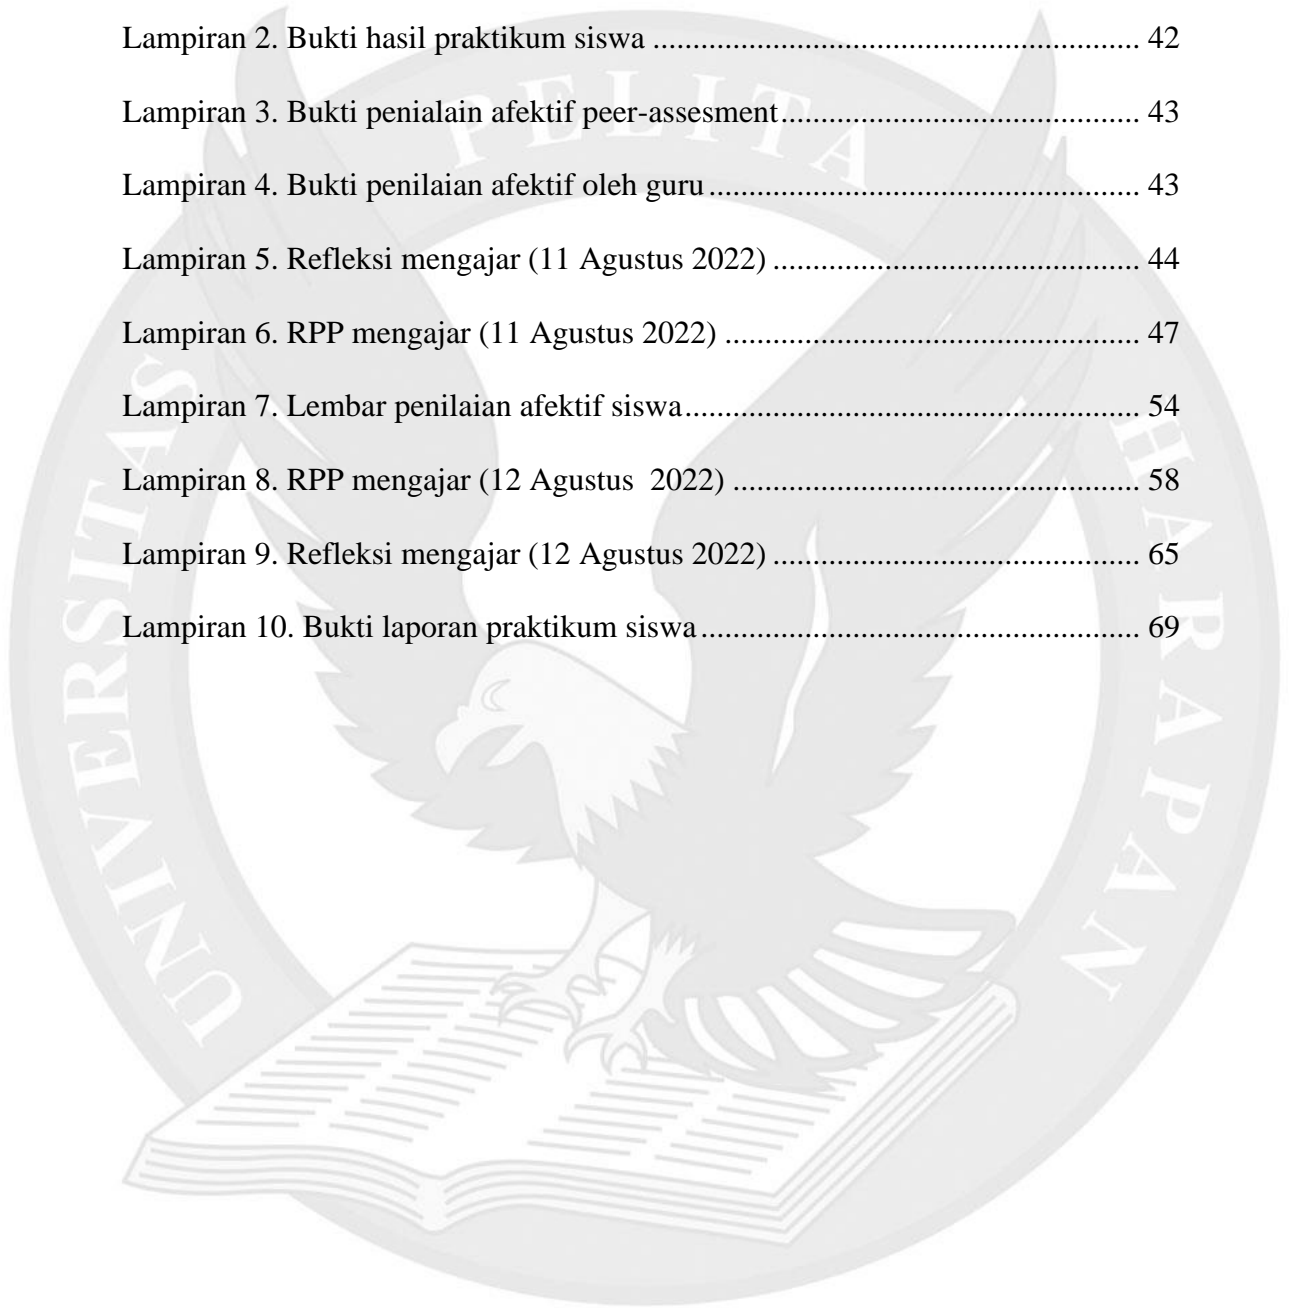 Lampiran 2. Bukti hasil praktikum siswa ............................................................. 42
Lampiran 3. Bukti penialain afektif peer-assesment............................................. 43
Lampiran 4. Bukti penilaian afektif oleh guru ...................................................... 43
Lampiran 5. Refleksi mengajar (11 Agustus 2022) .............................................. 44
Lampiran 6. RPP mengajar (11 Agustus 2022) .................................................... 47
Lampiran 7. Lembar penilaian afektif siswa......................................................... 54
Lampiran 8. RPP mengajar (12 Agustus  2022) ................................................... 58
Lampiran 9. Refleksi mengajar (12 Agustus 2022) .............................................. 65
Lampiran 10. Bukti laporan praktikum siswa ....................................................... 69
UNIVERSITAS PELITA HARAPAN